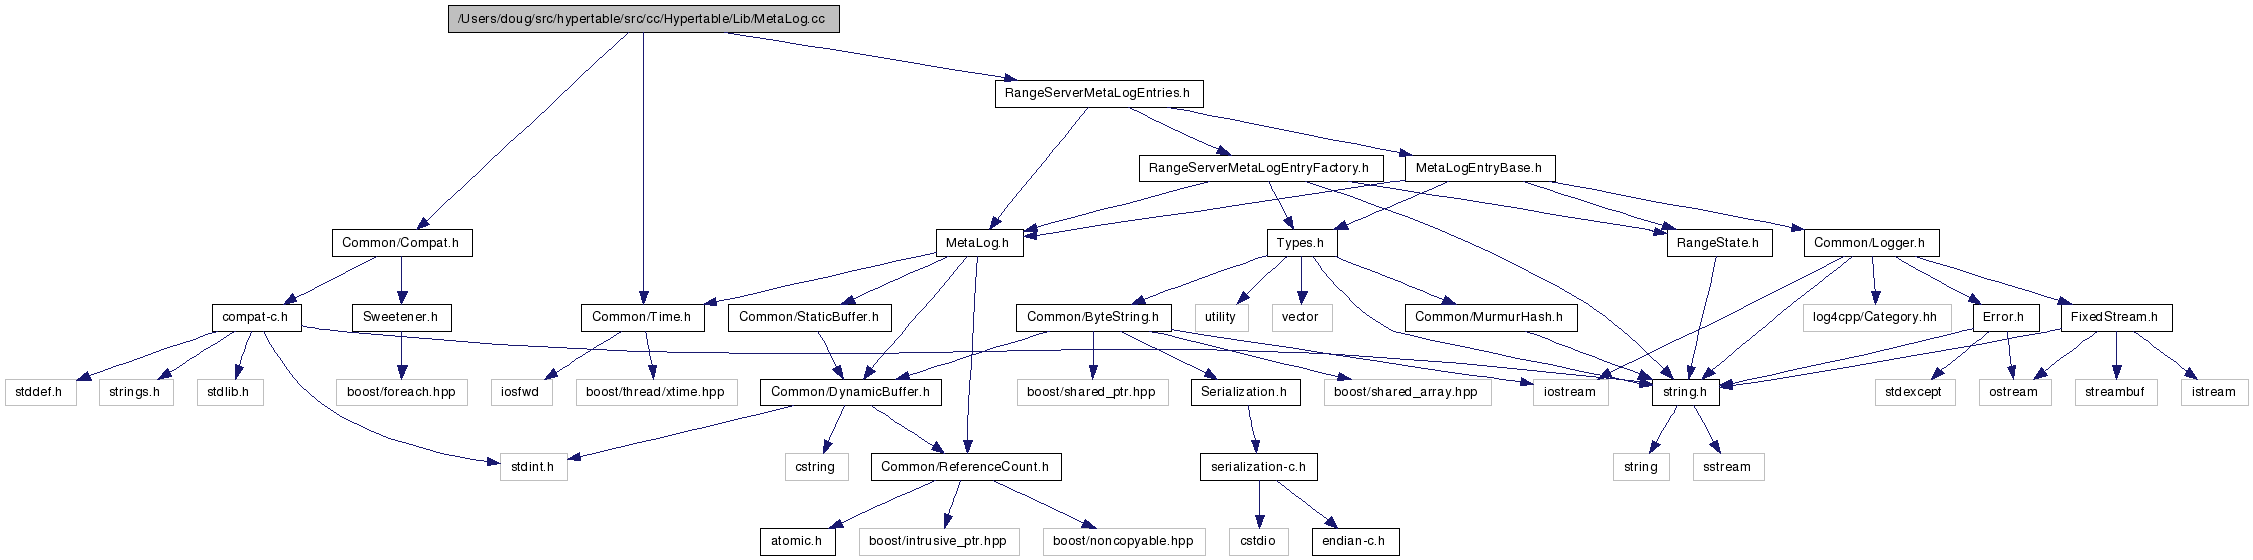 /Users/doug/src/hypertable/src/cc/Hypertable/Lib/MetaLog.cc
RangeServerMetaLogEntries.h
RangeServerMetaLogEntryFactory.h
MetaLogEntryBase.h
Common/Compat.h
MetaLog.h
Types.h
RangeState.h
Common/Logger.h
compat-c.h
Sweetener.h
Common/Time.h
Common/StaticBuffer.h
Common/ByteString.h
utility
vector
Common/MurmurHash.h
log4cpp/Category.hh
Error.h
FixedStream.h
stddef.h
strings.h
stdlib.h
boost/foreach.hpp
iosfwd
boost/thread/xtime.hpp
Common/DynamicBuffer.h
boost/shared_ptr.hpp
Serialization.h
boost/shared_array.hpp
iostream
string.h
stdexcept
ostream
streambuf
istream
stdint.h
cstring
Common/ReferenceCount.h
serialization-c.h
string
sstream
atomic.h
boost/intrusive_ptr.hpp
boost/noncopyable.hpp
cstdio
endian-c.h